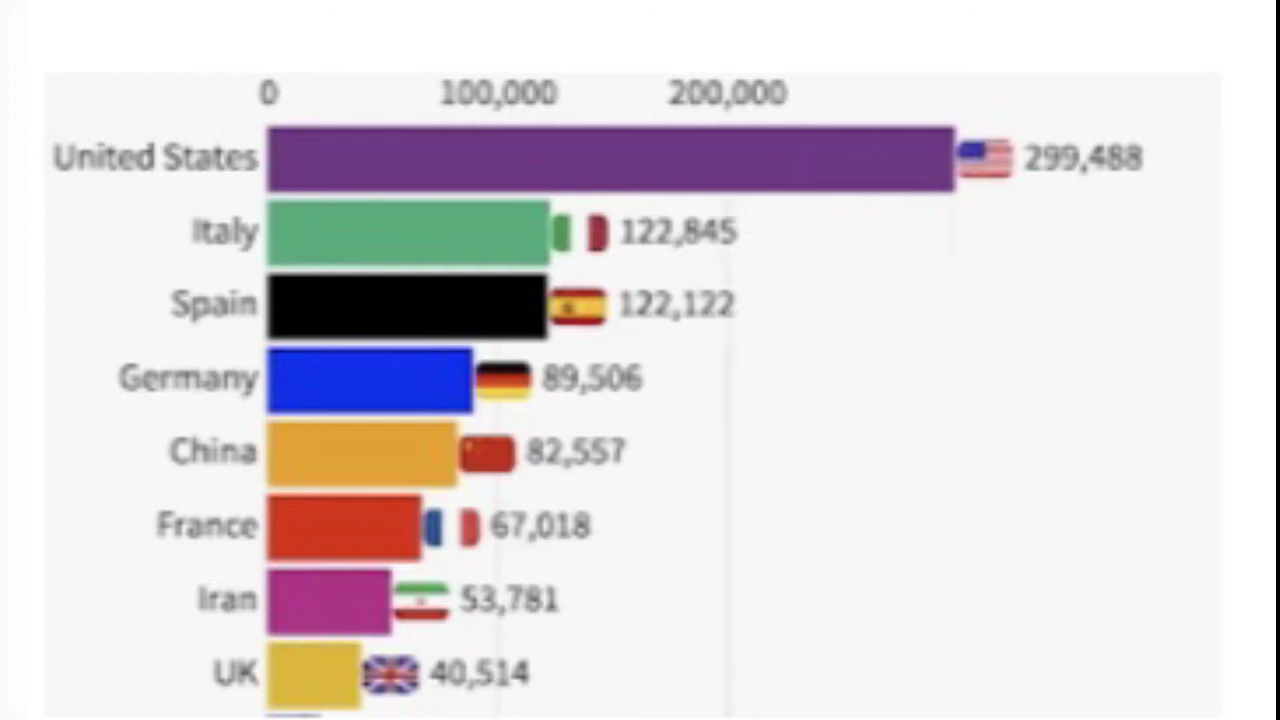 0 100,000 200,000
United States 299,488
Italy 122,845
Spain 122,122
Germany 89,506
China 82,557
France 67,018
Iran 53,781
UK 40,514